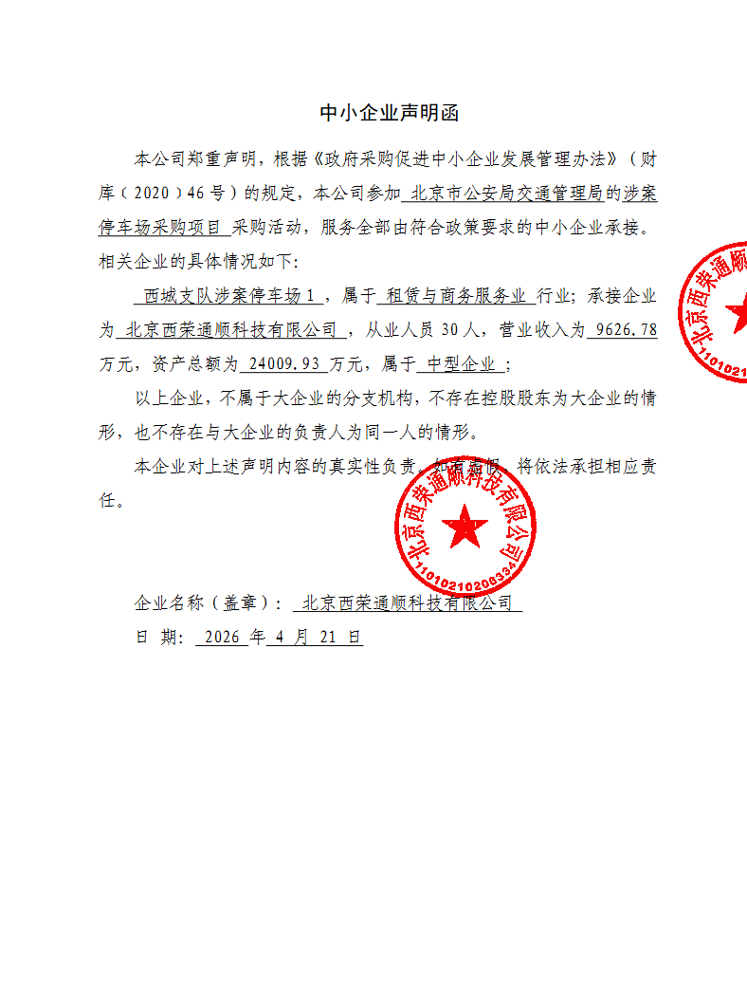 中小企业声明函
本公司郑重声明，根据《政府采购促进中小企业发展管理办法》（财
库﹝2020﹞46号）的规定，本公司参加 北京市公安局交通管理局的涉案
停车场采购项目 采购活动，服务全部由符合政策要求的中小企业承接。
相关企业的具体情况如下：
西城支队涉案停车场1 ，属于 租赁与商务服务业 行业；承接企业
为 北京西荣通顺科技有限公司 ，从业人员30人，营业收入为 9626.78
万元，资产总额为 24009.93 万元，属于 中型企业 ；
以上企业，不属于大企业的分支机构，不存在控股股东为大企业的情
形，也不存在与大企业的负责人为同一人的情形。
本企业对上述声明内容的真实性负责。如有虚假，将依法承担相应责
任。
企业名称（盖章）： 北京西荣通顺科技有限公司
日 期： 2026 年 4 月 21 日
北京西荣通顺科技有限公司
11010210206334
北京西荣通顺
1101021